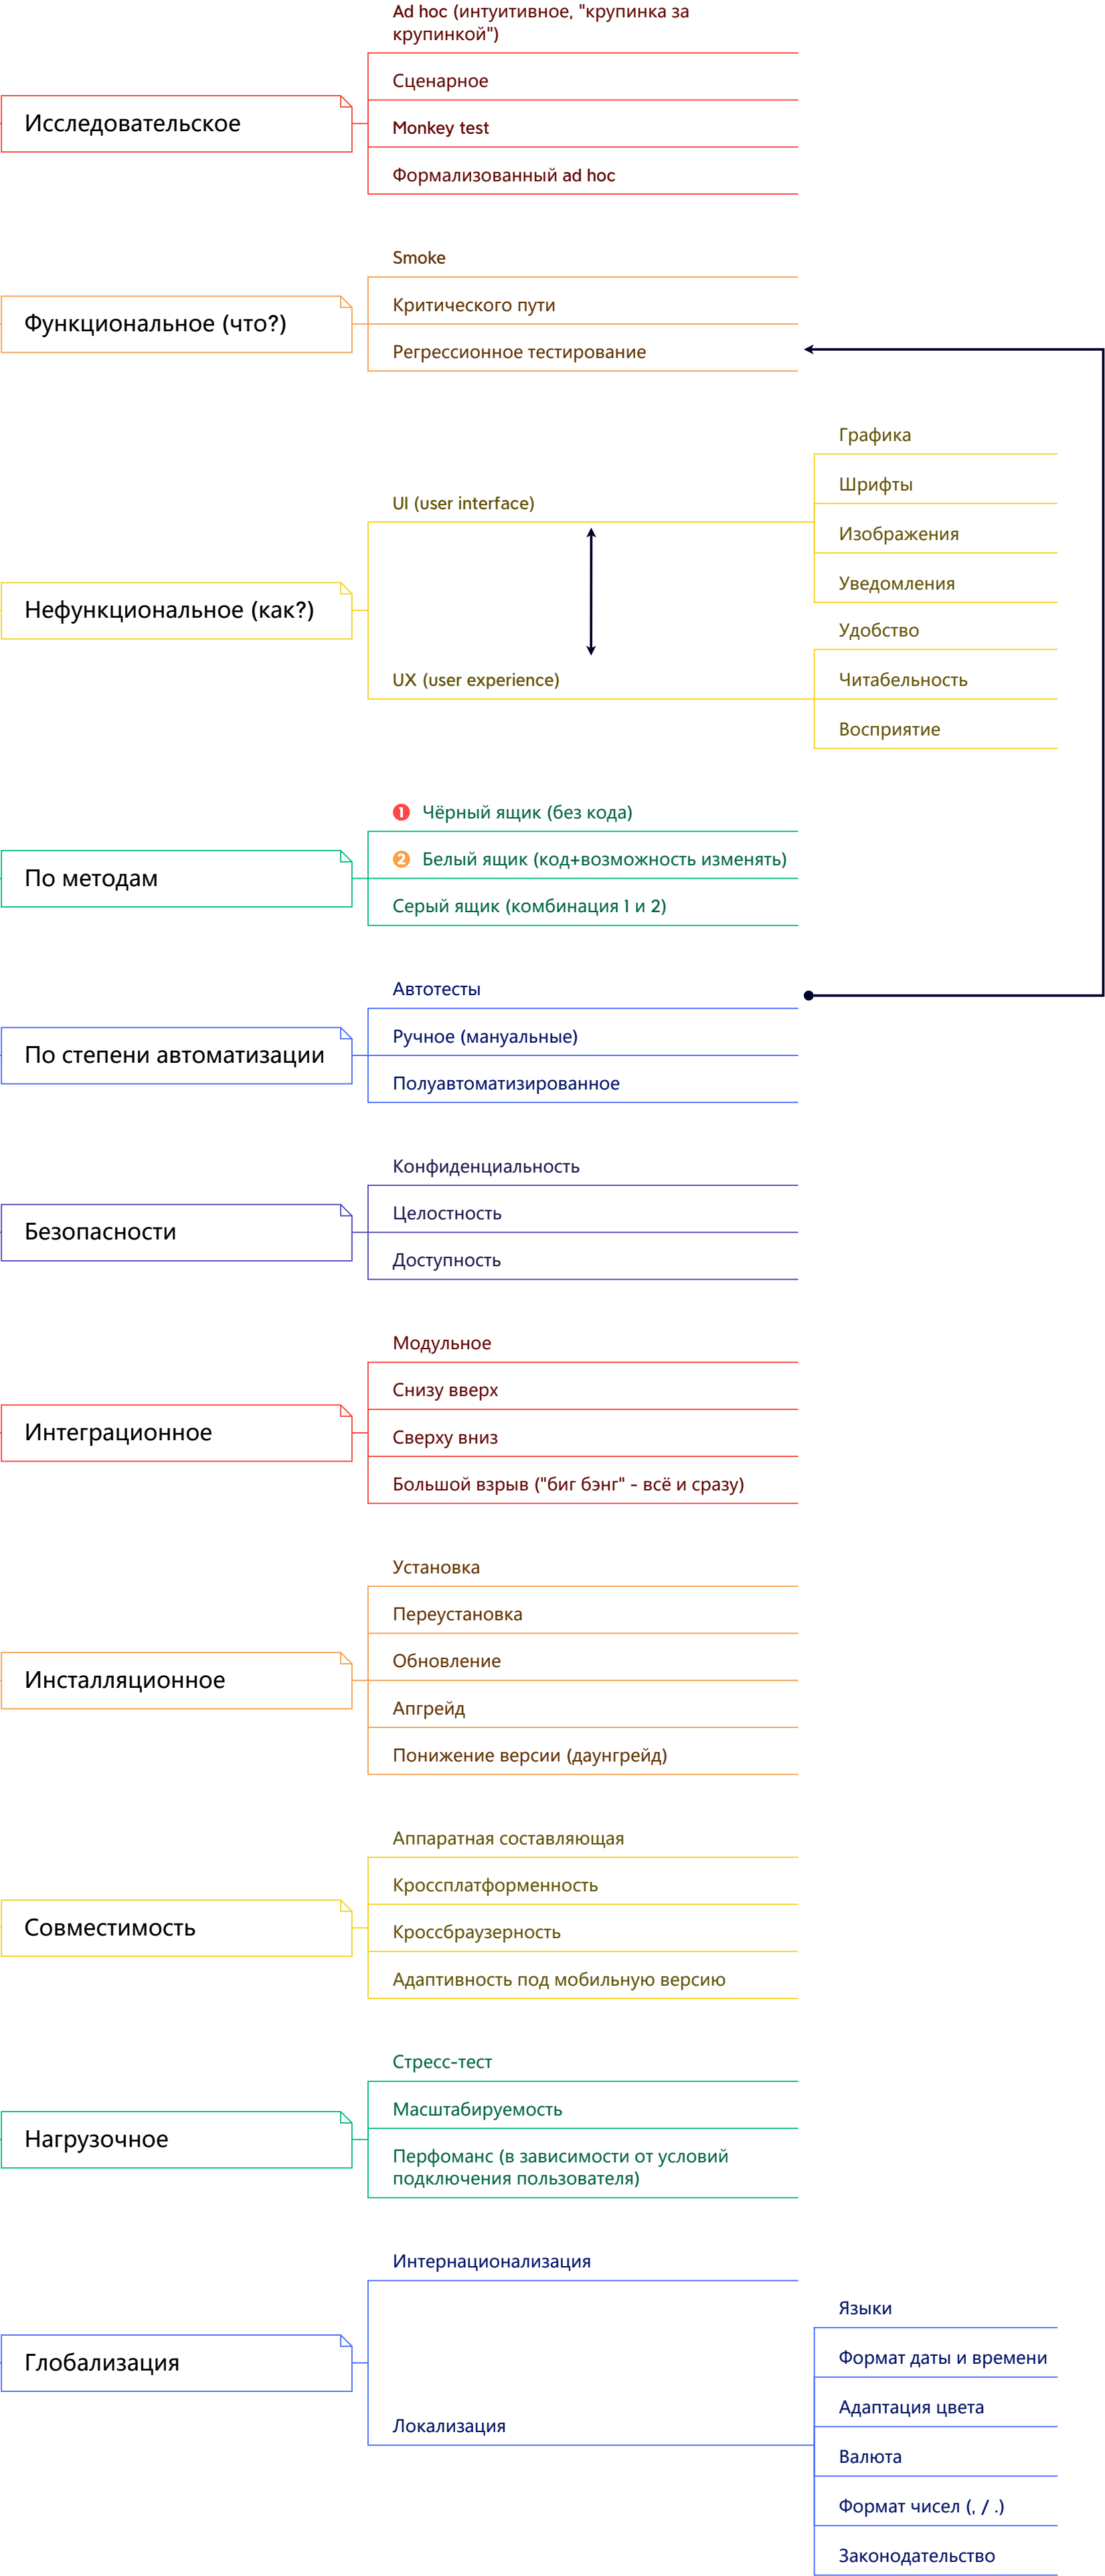 Ad hoc (интуитивное, "крупинка за
крупинкой")
Сценарное
Исследовательское
Monkey test
Формализованный ad hoc
Smoke
Функциональное (что?)
Критического пути
Регрессионное тестирование
Нефункциональное (как?)
UI (user interface)
Графика
Шрифты
Изображения
Уведомления
UX (user experience)
Удобство
Читабельность
Восприятие
По методам
1 Чёрный ящик (без кода)
2 Белый ящик (код+возможность изменять)
Серый ящик (комбинация 1 и 2)
По степени автоматизации
Автотесты
Ручное (мануальные)
Полуавтоматизированное
Безопасности
Конфиденциальность
Целостность
Доступность
Интеграционное
Модульное
Снизу вверх
Сверху вниз
Большой взрыв ("биг бэнг" - всё и сразу)
Инсталляционное
Установка
Переустановка
Обновление
Апгрейд
Понижение версии (даунгрейд)
Совместимость
Аппаратная составляющая
Кроссплатформенность
Кроссбраузерность
Адаптивность под мобильную версию
Нагрузочное
Стресс-тест
Масштабируемость
Перфоманс (в зависимости от условий
подключения пользователя)
Глобализация
Интернационализация
Локализация
Языки
Формат даты и времени
Адаптация цвета
Валюта
Формат чисел (, / .)
Законодательство